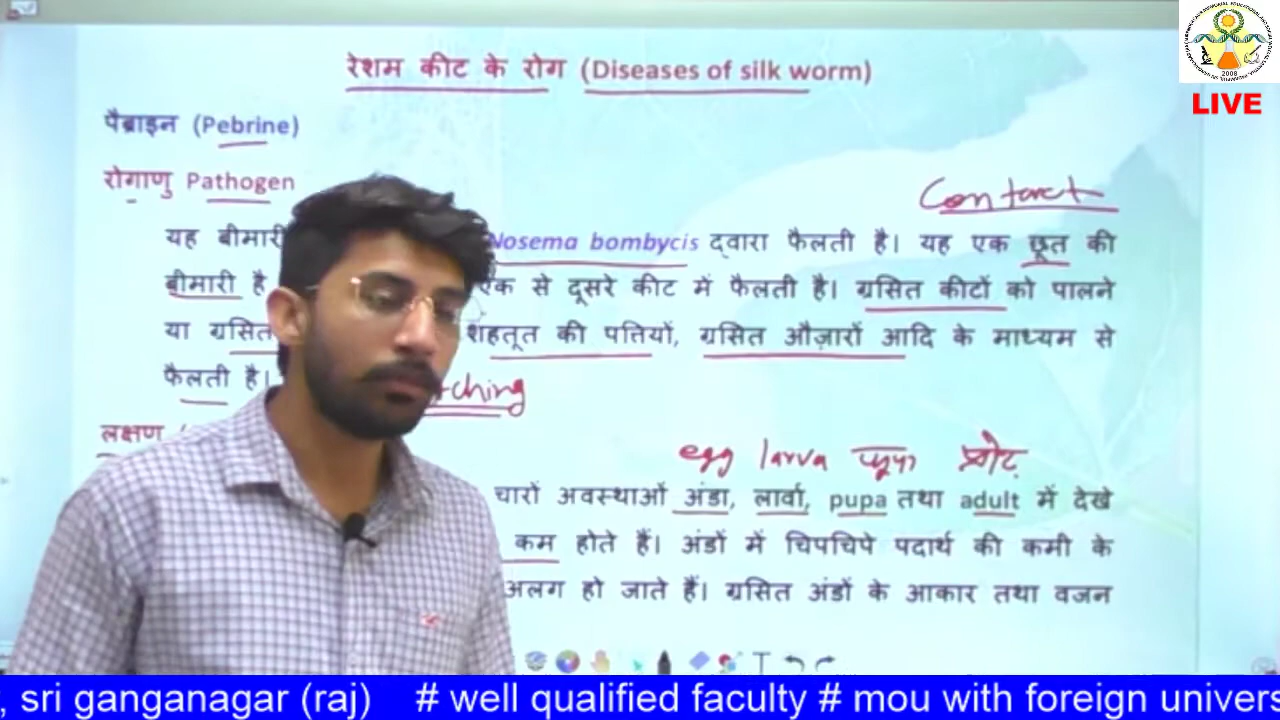 रेशम कीट के रोग (Diseases of silk worm)
LIVE
पैब्राइन (Pebrine)
रोगाणु Pathogen
Contact
यह बीमारी Nosema bombycis द्वारा फैलती है। यह एक छूत की
बीमारी है एक से दूसरे कीट में फैलती है। ग्रसित कीटों को पालने
या ग्रसित शहतूत की पत्तियों, ग्रसित औज़ारों आदि के माध्यम से
फैलती है।
लक्षण
egg larva प्यूपा प्रौढ़
चारों अवस्थाओं अंडा, लार्वा, pupa तथा adult में देखे
कम होते हैं। अंडों में चिपचिपे पदार्थ की कमी के
अलग हो जाते हैं। ग्रसित अंडों के आकार तथा वजन
, sri ganganagar (raj) # well qualified faculty # mou with foreign univers
2008